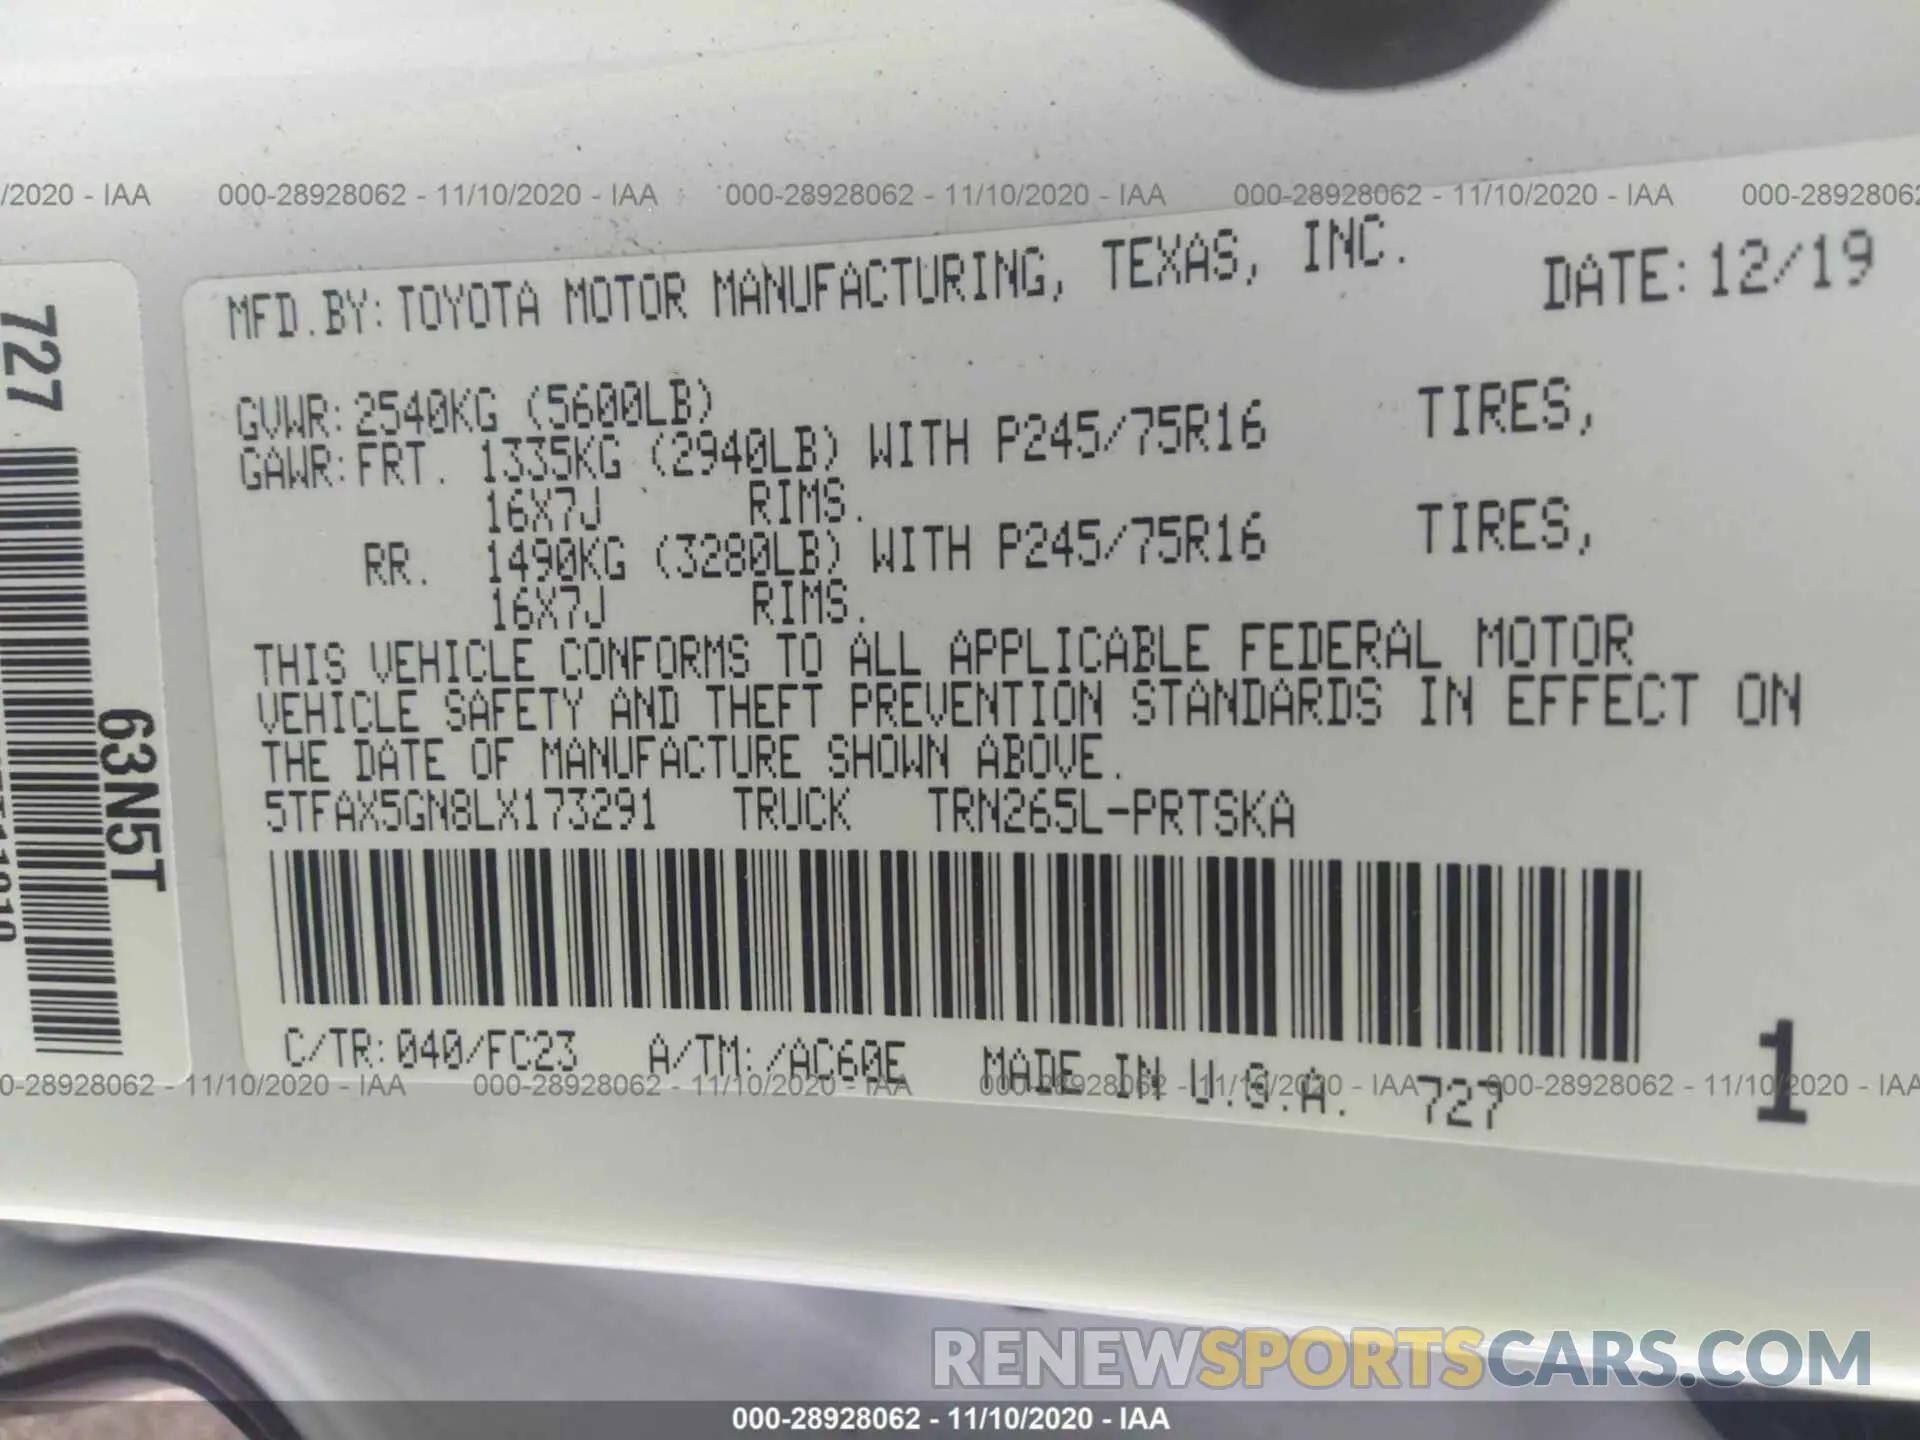 /2020 - IAA 000-28928062 - 11/10/2020 - IAA 000-28928062 - 11/10/2020 - IAA 000-28928062 - 11/10/2020 - IAA 000-28928062
MFD.BY:TOYOTA MOTOR MANUFACTURING, TEXAS, INC. DATE:12/19
GVWR:2540KG (5600LB)
GAWR:FRT. 1335KG (2940LB) WITH P245/75R16 TIRES,
16X7J RIMS.
RR. 1490KG (3280LB) WITH P245/75R16 TIRES,
16X7J RIMS.
THIS VEHICLE CONFORMS TO ALL APPLICABLE FEDERAL MOTOR
VEHICLE SAFETY AND THEFT PREVENTION STANDARDS IN EFFECT ON
THE DATE OF MANUFACTURE SHOWN ABOVE.
5TFAX5GN8LX173291 TRUCK TRN265L-PRTSKA
C/TR:040/FC23 A/TM:/AC60E MADE IN U.S.A. 727
1
727
63N5T
0-28928062 - 11/10/2020 - IAA 000-28928062 - 11/10/2020 - IAA 000-28928062 - 11/10/2020 - IAA 000-28928062 - 11/10/2020 - IAA
RENEWSPORTSCARS.COM
000-28928062 - 11/10/2020 - IAA